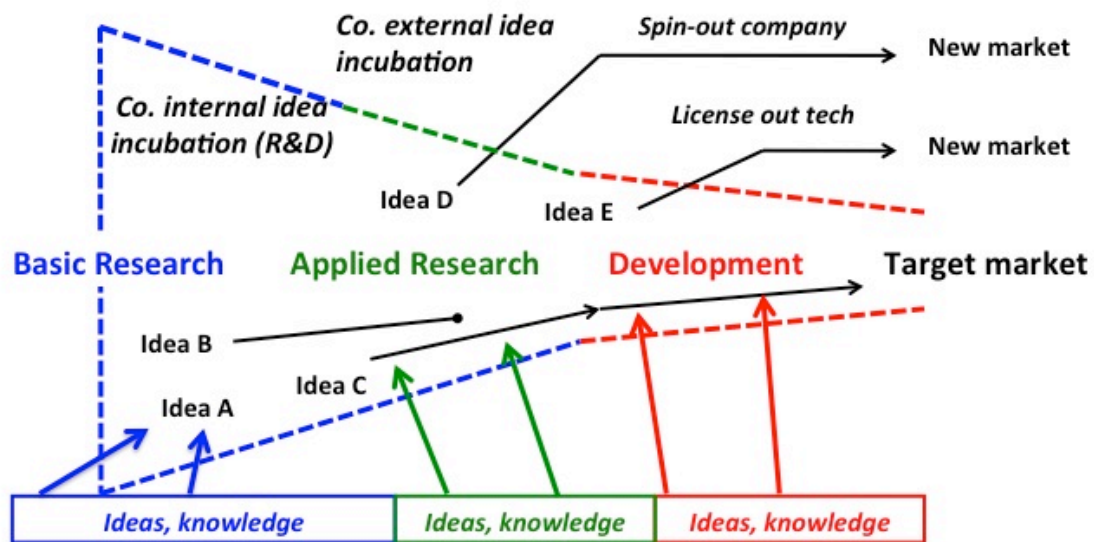 Co. external idea
incubation
Spin-out company
New market
Co. internal idea
incubation (R&D)
License out tech
New market
Idea D
Idea E
Basic Research
Applied Research
Development
Target market
Idea B
Idea C
Idea A
Ideas, knowledge
Ideas, knowledge
Ideas, knowledge